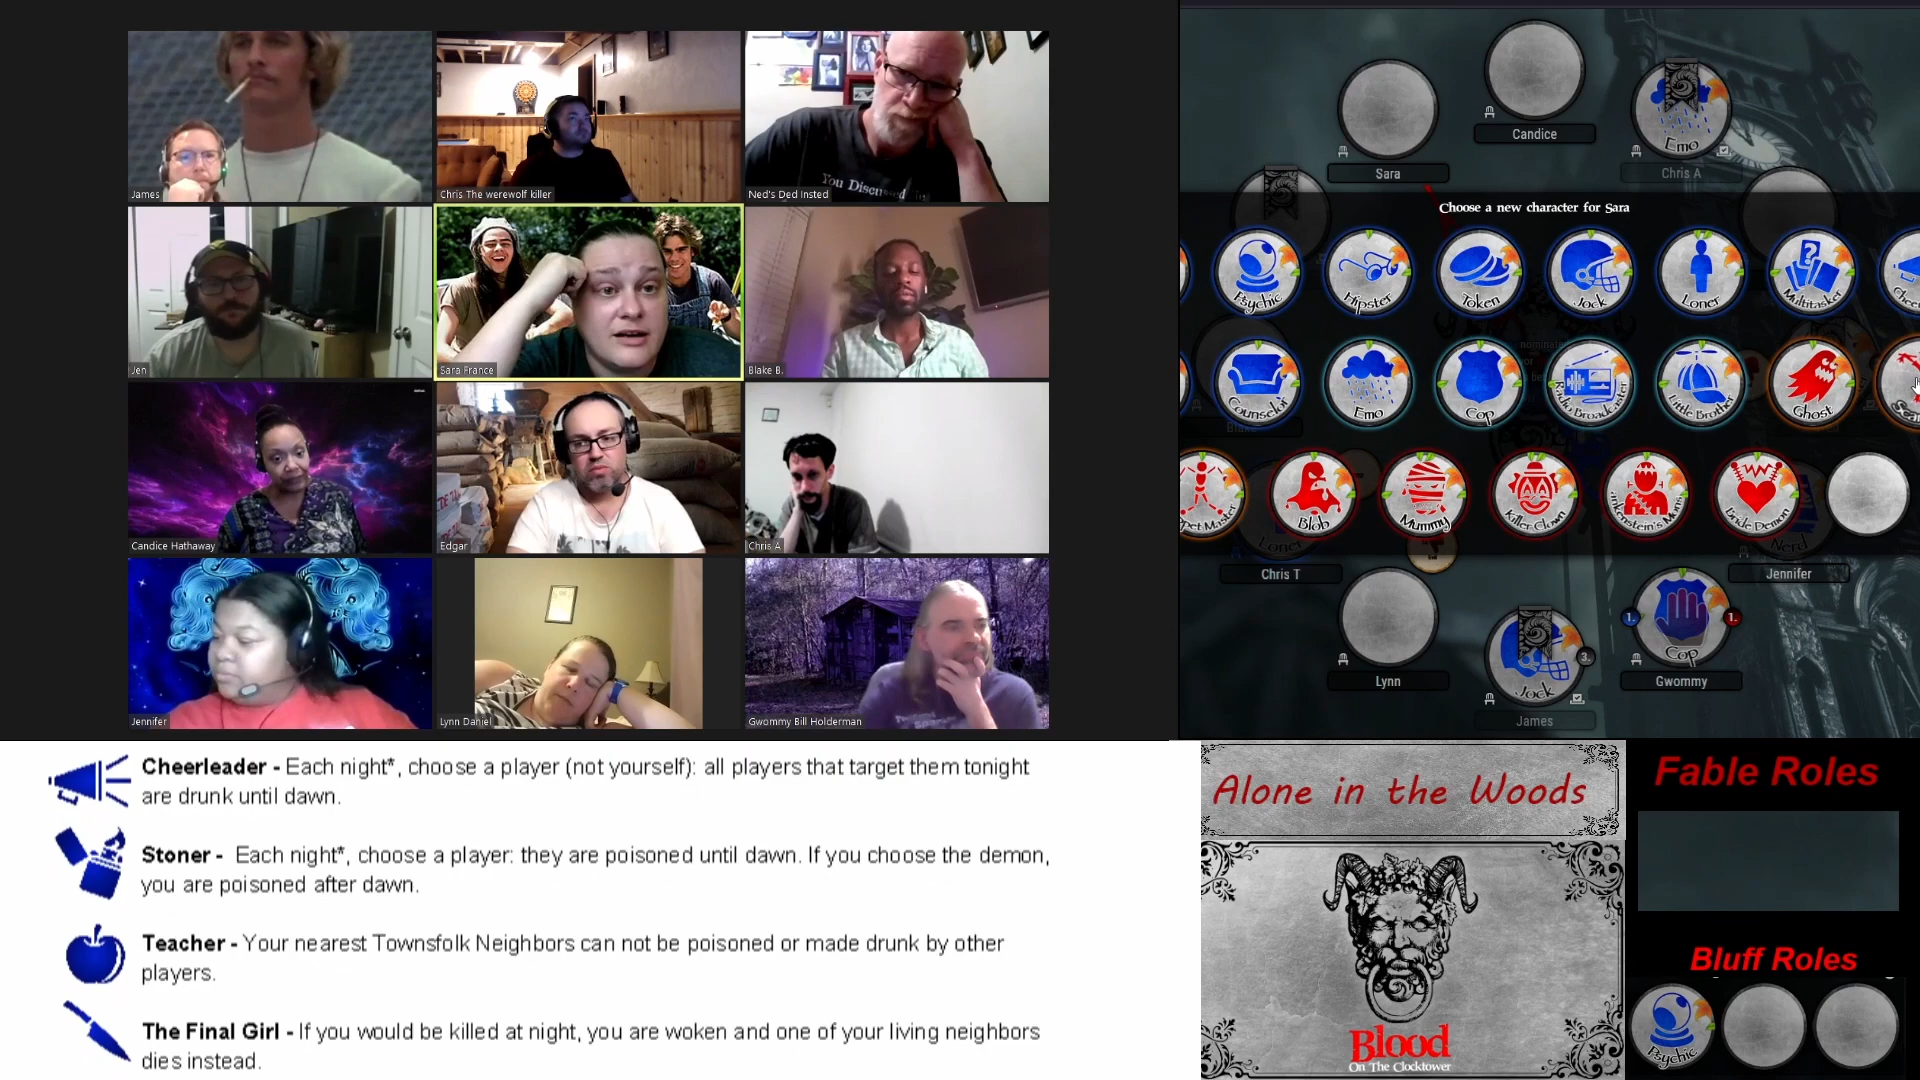 James
Chris The werewolf killer
Ned's Ded Insted
You
Jen
Sara France
Blake B.
Candice Hathaway
Edgar
Chris A
Jennifer
Lynn Daniel
Gwommy Bill Holderman
Candice
Sara
Emo
Chris A
Choose a new character for Sara
Psychic
Hipster
Token
Jock
Loner
Multitasker
Counselor
Emo
Cop
Radio Broadcaster
Little Brother
Ghost
Blob
Mummy
Killer Clown
Bride Demon
Loner
Nerd
Chris T
Jennifer
Lynn
Jock
3.
James
1.
1.
Cop
Gwommy
Cheerleader - Each night*, choose a player (not yourself): all players that target them tonight
are drunk until dawn.
Stoner - Each night*, choose a player: they are poisoned until dawn. If you choose the demon,
you are poisoned after dawn.
Teacher - Your nearest Townsfolk Neighbors can not be poisoned or made drunk by other
players.
The Final Girl - If you would be killed at night, you are woken and one of your living neighbors
dies instead.
Alone in the Woods
Blood
On The Clocktower
Fable Roles
Bluff Roles
Psychic